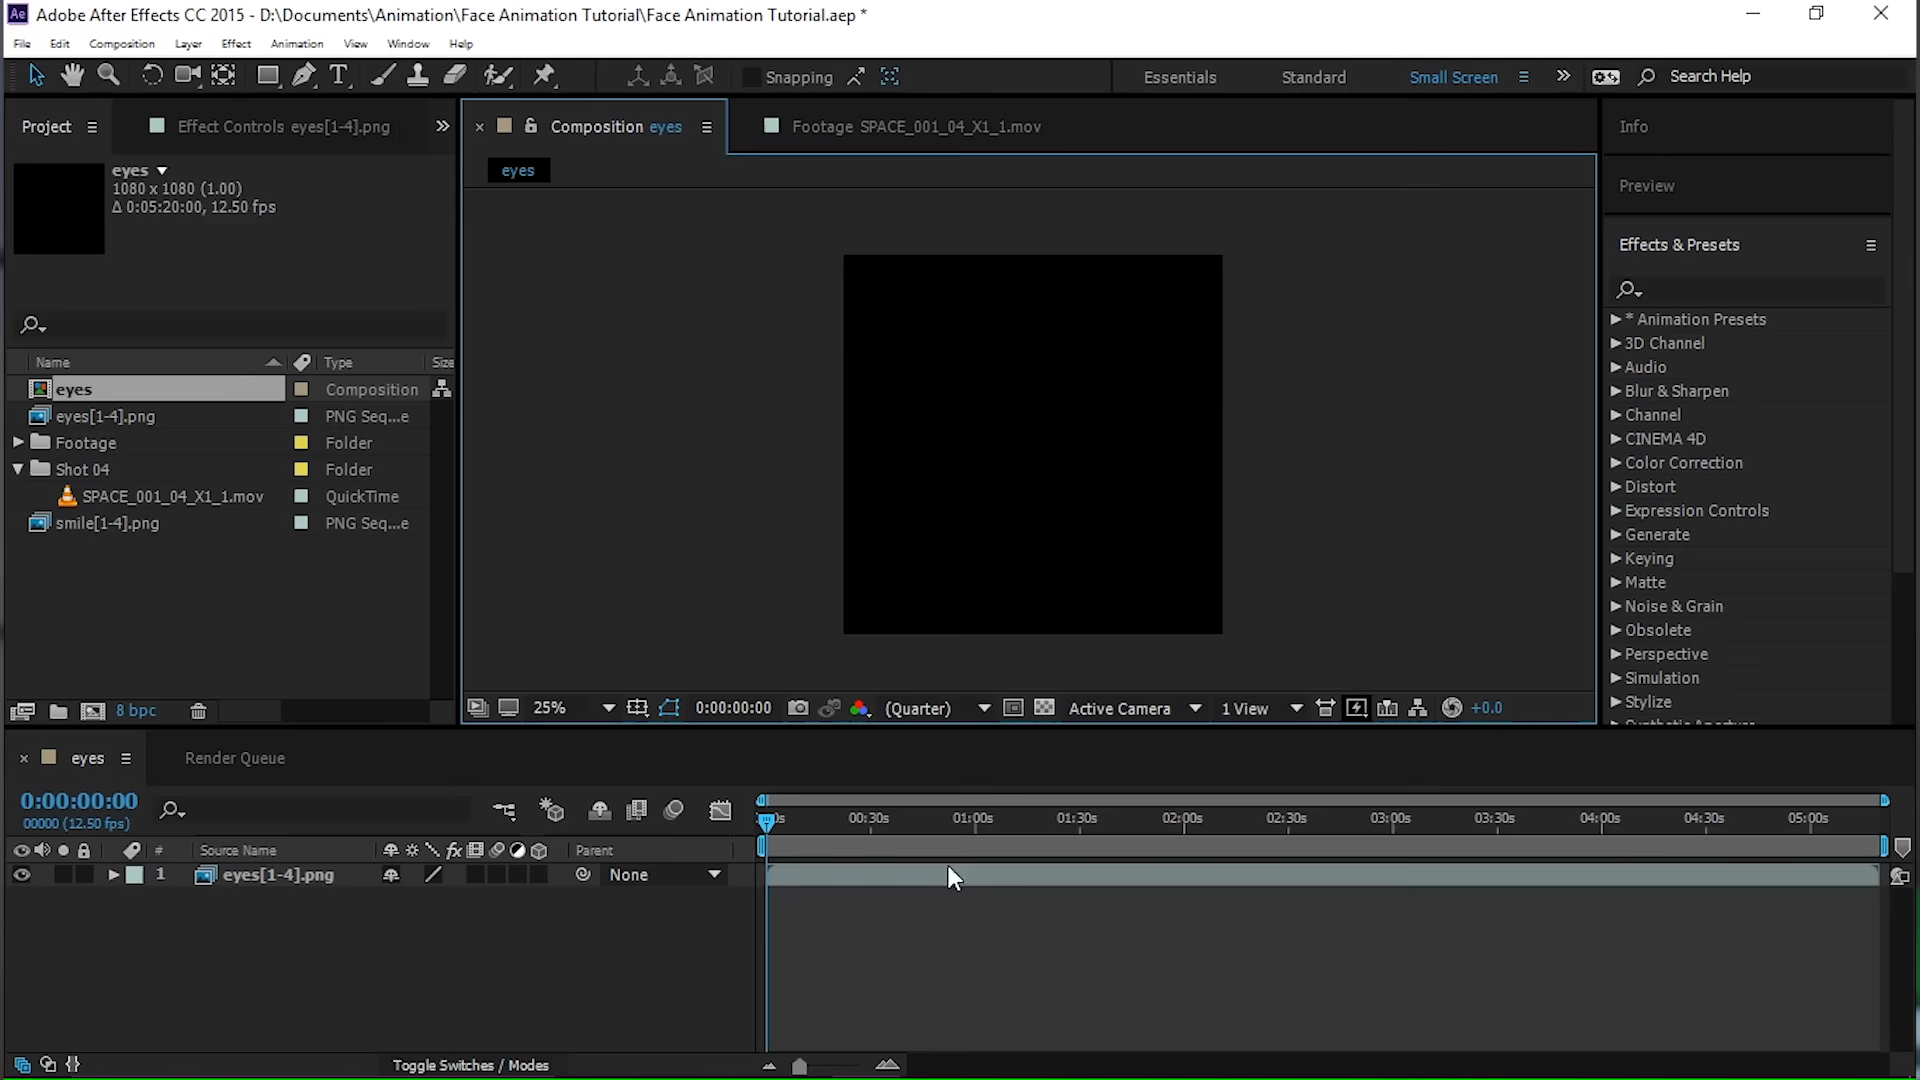 Ae Adobe After Effects CC 2015 - D:\Documents\Animation\Face Animation Tutorial\Face Animation Tutorial.aep *
File Edit Composition Layer Effect Animation View Window Help
Snapping Essentials Standard Small Screen Search Help
Project Effect Controls eyes[1-4].png
Composition eyes Footage SPACE_001_04_X1_1.mov
eyes
eyes
1080 x 1080 (1.00)
Δ 0:05:20:00, 12.50 fps
Name Type Size
eyes Composition
eyes[1-4].png PNG Seq...e
Footage Folder
Shot 04 Folder
SPACE_001_04_X1_1.mov QuickTime
smile[1-4].png PNG Seq...e
8 bpc
25% 0:00:00:00 (Quarter) Active Camera 1 View +0.0
Info
Preview
Effects & Presets
* Animation Presets
3D Channel
Audio
Blur & Sharpen
Channel
CINEMA 4D
Color Correction
Distort
Expression Controls
Generate
Keying
Matte
Noise & Grain
Obsolete
Perspective
Simulation
Stylize
Synthetic Aperture
eyes Render Queue
0:00:00:00
00000 (12.50 fps)
00:30s 01:00s 01:30s 02:00s 02:30s 03:00s 03:30s 04:00s 04:30s 05:00s
# Source Name fx Parent
1 eyes[1-4].png None
Toggle Switches / Modes